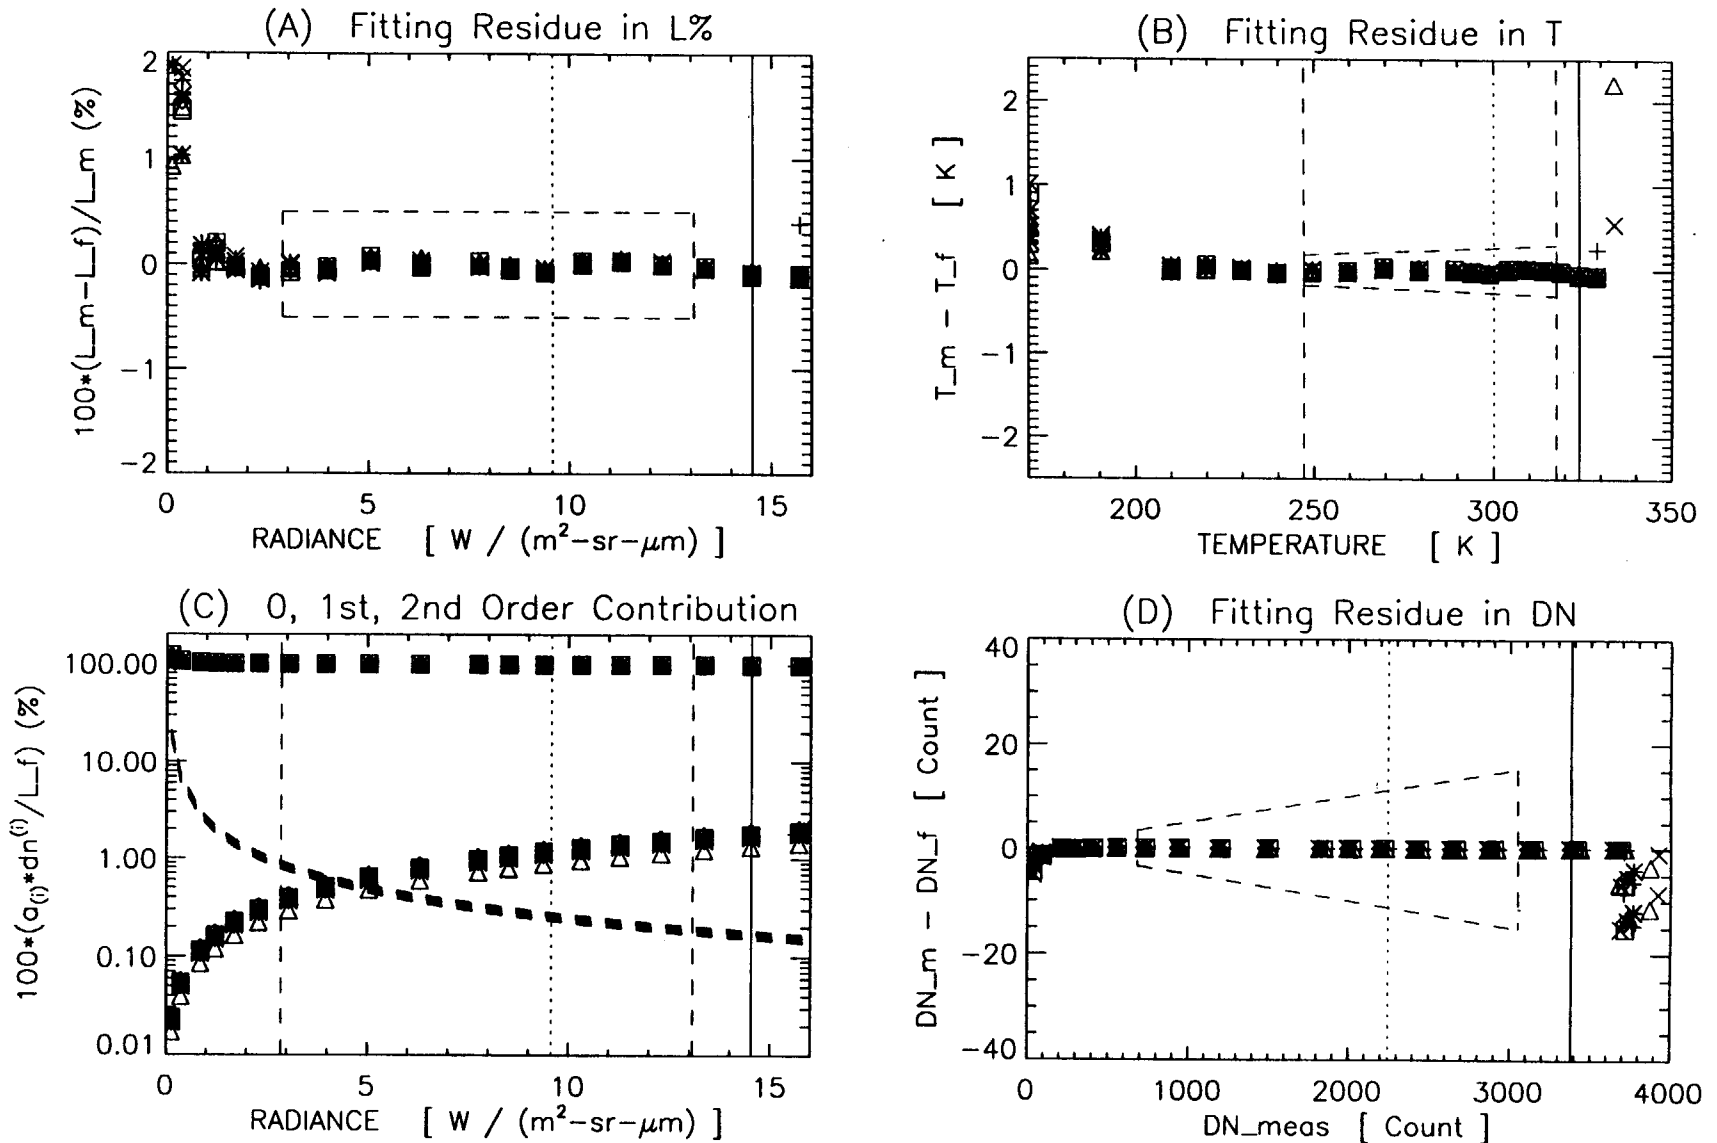 (A) Fitting Residue in L%
100*(L_m−L_f)/L_m (%)
2
1
0
−1
−2
0 5 10 15
RADIANCE [ W / (m²−sr−μm) ]
(B) Fitting Residue in T
T_m − T_f [ K ]
2
1
0
−1
−2
200 250 300 350
TEMPERATURE [ K ]
(C) 0, 1st, 2nd Order Contribution
100*(a(i)*dn(i)/L_f) (%)
100.00
10.00
1.00
0.10
0.01
0 5 10 15
RADIANCE [ W / (m²−sr−μm) ]
(D) Fitting Residue in DN
DN_m − DN_f [ Count ]
40
20
0
−20
−40
0 1000 2000 3000 4000
DN_meas [ Count ]